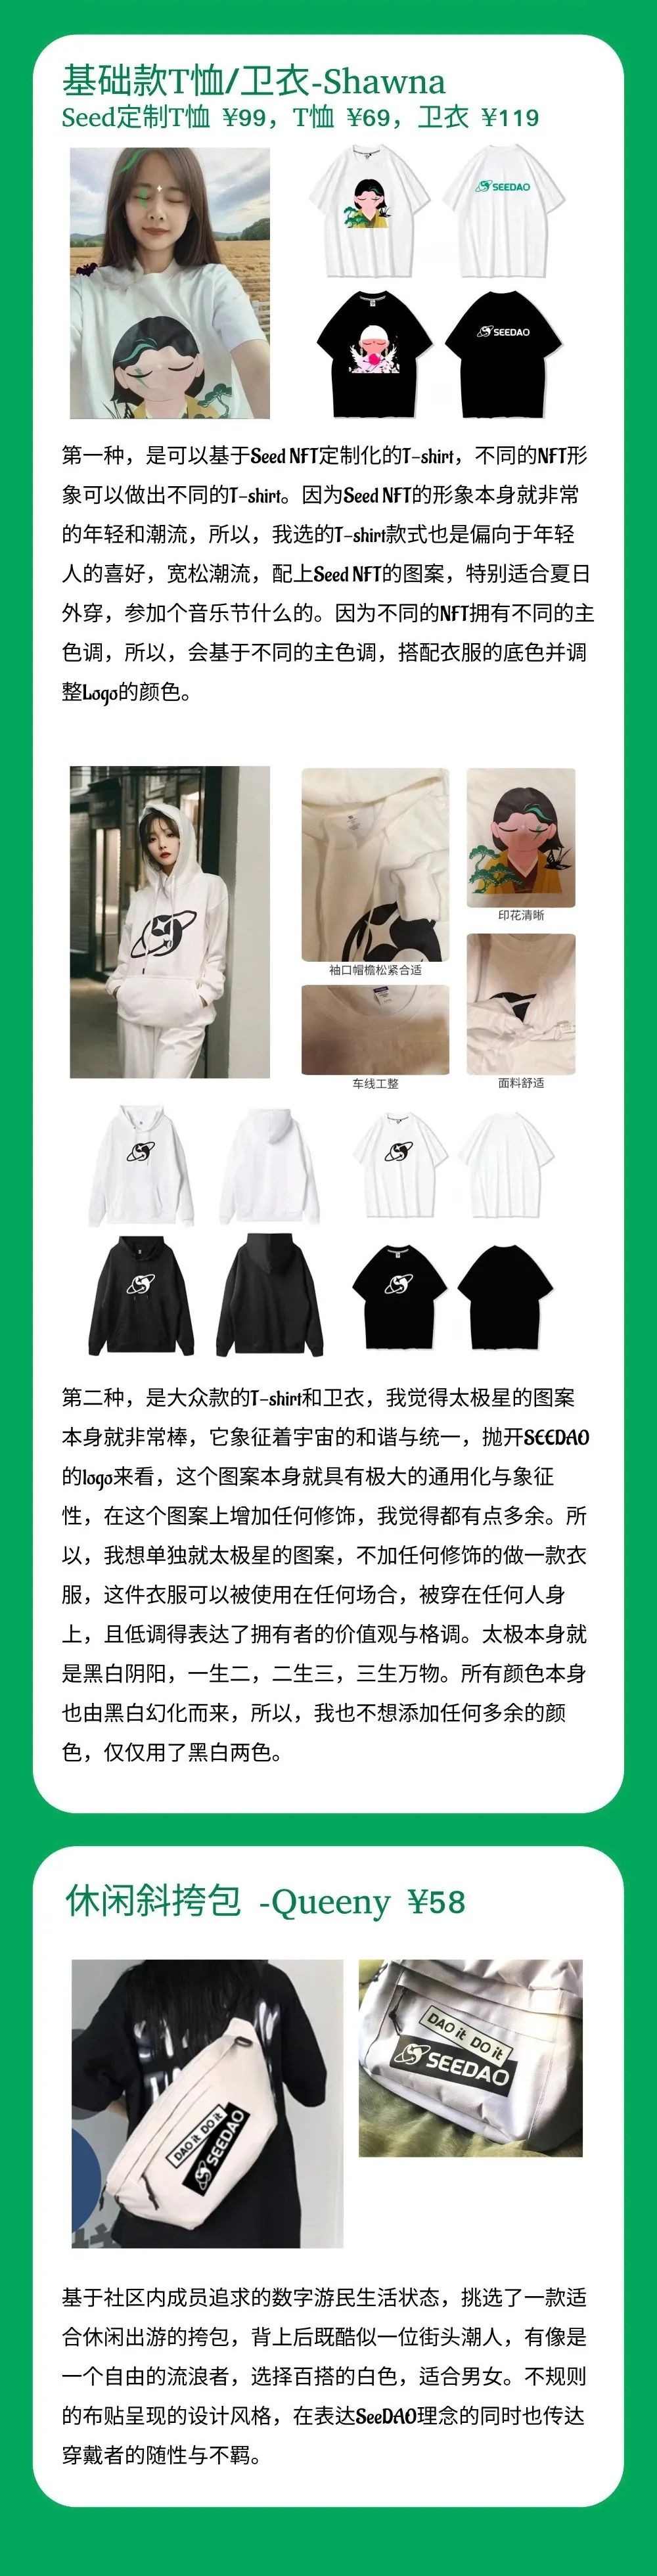 基础款T恤/卫衣-Shawna
Seed定制T恤 ¥99，T恤 ¥69，卫衣 ¥119
SEEDAO
SEEDAO
第一种，是可以基于Seed NFT定制化的T-shirt，不同的NFT形
象可以做出不同的T-shirt。因为Seed NFT的形象本身就非常
的年轻和潮流，所以，我选的T-shirt款式也是偏向于年轻
人的喜好，宽松潮流，配上Seed NFT的图案，特别适合夏日
外穿，参加个音乐节什么的。因为不同的NFT拥有不同的主
色调，所以，会基于不同的主色调，搭配衣服的底色并调
整Logo的颜色。
印花清晰
袖口帽檐松紧合适
车线工整
面料舒适
第二种，是大众款的T-shirt和卫衣，我觉得太极星的图案
本身就非常棒，它象征着宇宙的和谐与统一，抛开SEEDAO
的logo来看，这个图案本身就具有极大的通用化与象征
性，在这个图案上增加任何修饰，我觉得都有点多余。所
以，我想单独就太极星的图案，不加任何修饰的做一款衣
服，这件衣服可以被使用在任何场合，被穿在任何人身
上，且低调得表达了拥有者的价值观与格调。太极本身就
是黑白阴阳，一生二，二生三，三生万物。所有颜色本身
也由黑白幻化而来，所以，我也不想添加任何多余的颜
色，仅仅用了黑白两色。
休闲斜挎包 -Queeny ¥58
DAO it DO it
SEEDAO
DAO it DO it
SEEDAO
基于社区内成员追求的数字游民生活状态，挑选了一款适
合休闲出游的挎包，背上后既酷似一位街头潮人，有像是
一个自由的流浪者，选择百搭的白色，适合男女。不规则
的布贴呈现的设计风格，在表达SeeDAO理念的同时也传达
穿戴者的随性与不羁。